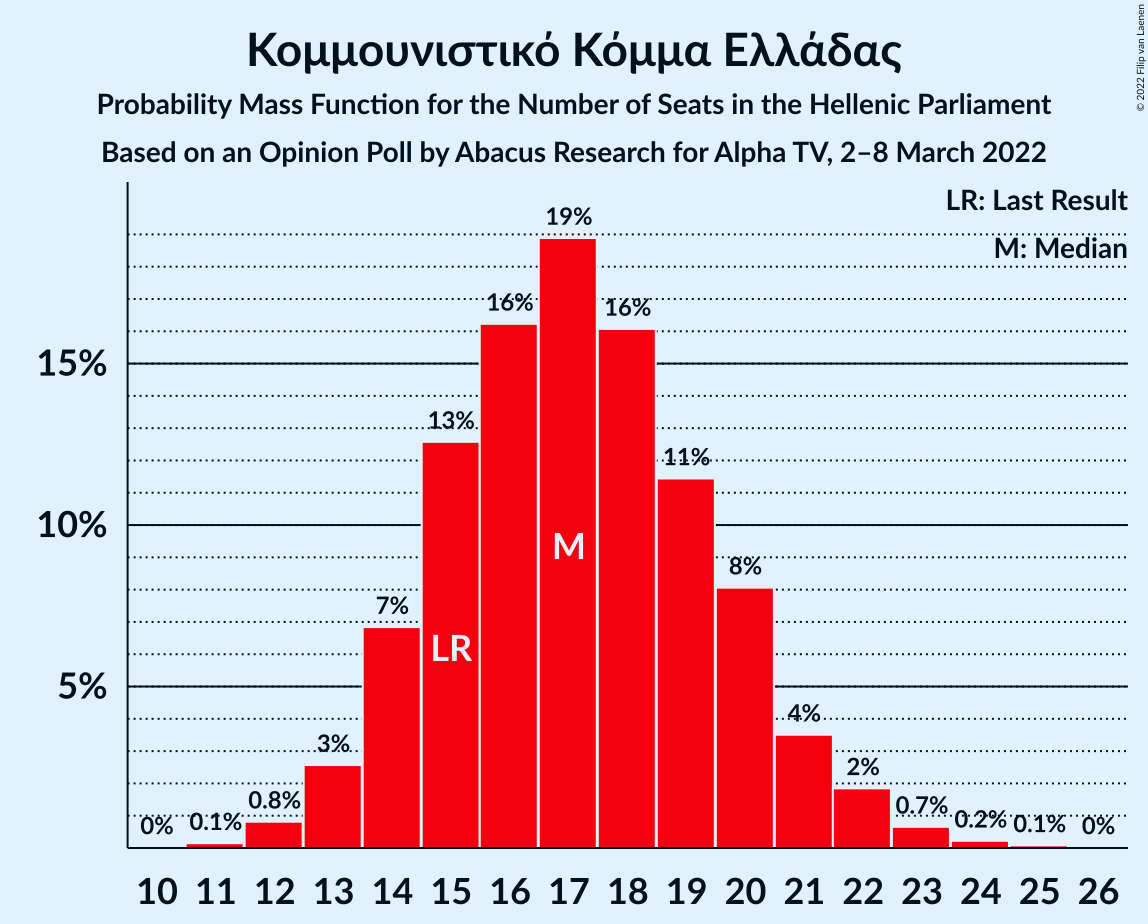 © 2022 Filip van Laenen
Κομμουνιστικό Κόμμα Ελλάδας
Probability Mass Function for the Number of Seats in the Hellenic Parliament
Based on an Opinion Poll by Abacus Research for Alpha TV, 2–8 March 2022
LR: Last Result
M: Median
19%
16%
16%
15%
13%
11%
10%
M
8%
7%
LR
5%
4%
3%
2%
0.8%
0.7%
0% 0.1% 0.2% 0.1% 0%
10 11 12 13 14 15 16 17 18 19 20 21 22 23 24 25 26